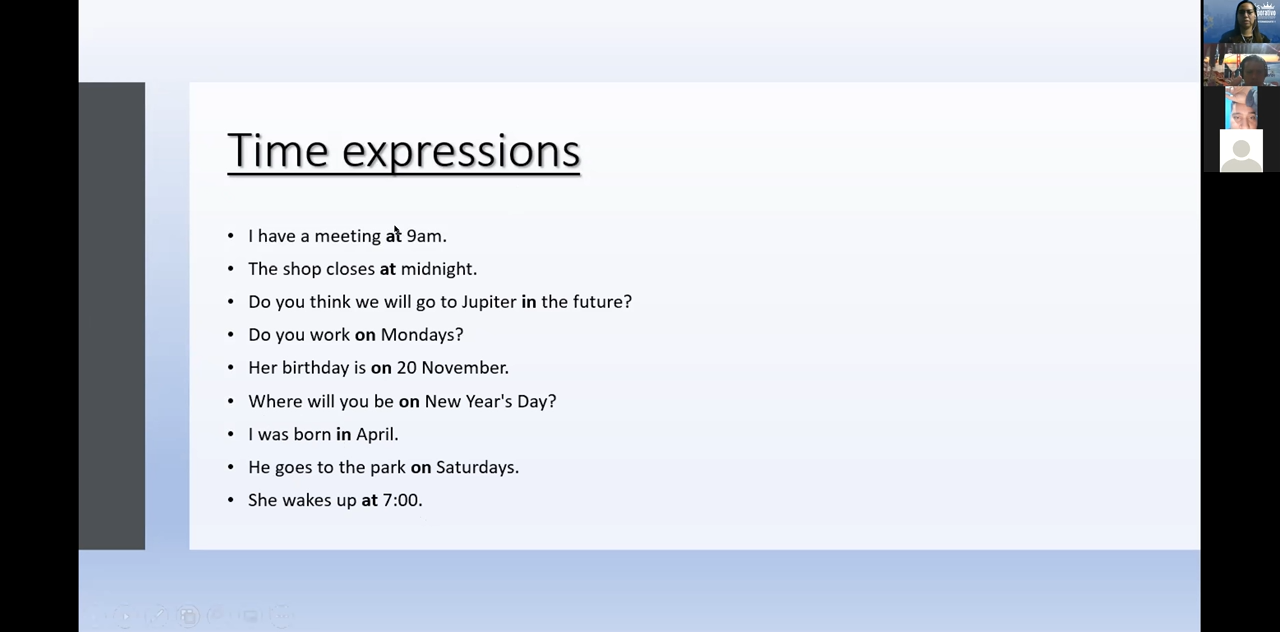 Time expressions
• I have a meeting at 9am.
• The shop closes at midnight.
• Do you think we will go to Jupiter in the future?
• Do you work on Mondays?
• Her birthday is on 20 November.
• Where will you be on New Year's Day?
• I was born in April.
• He goes to the park on Saturdays.
• She wakes up at 7:00.